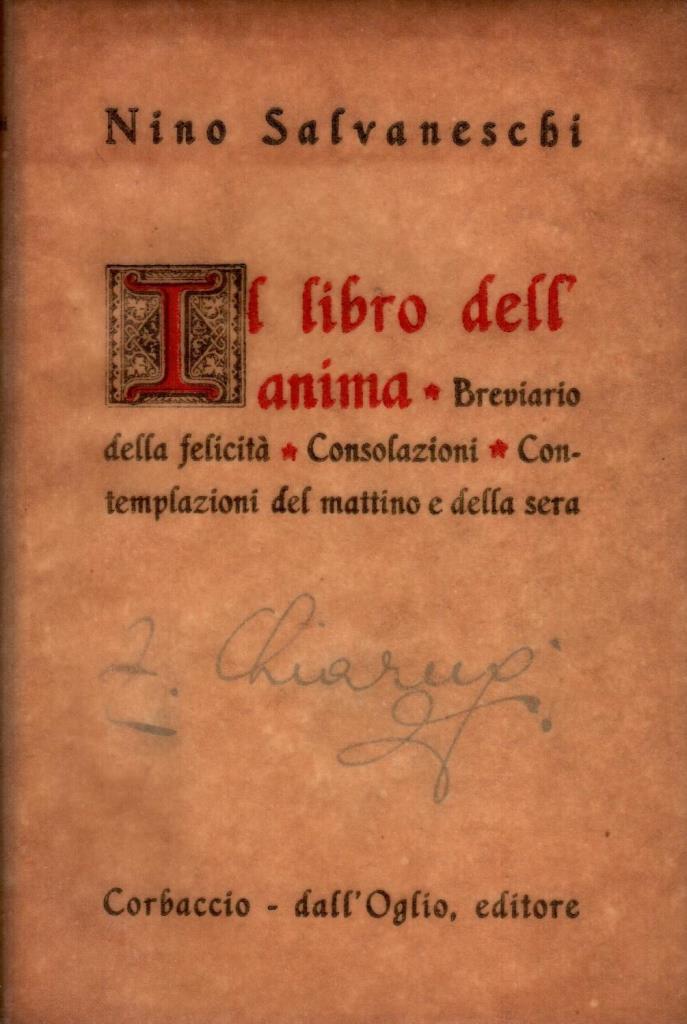 Nino Salvaneschi
Il libro dell'
anima * Breviario
della felicità * Consolazioni * Con-
templazioni del mattino e della sera
Corbaccio - dall'Oglio, editore